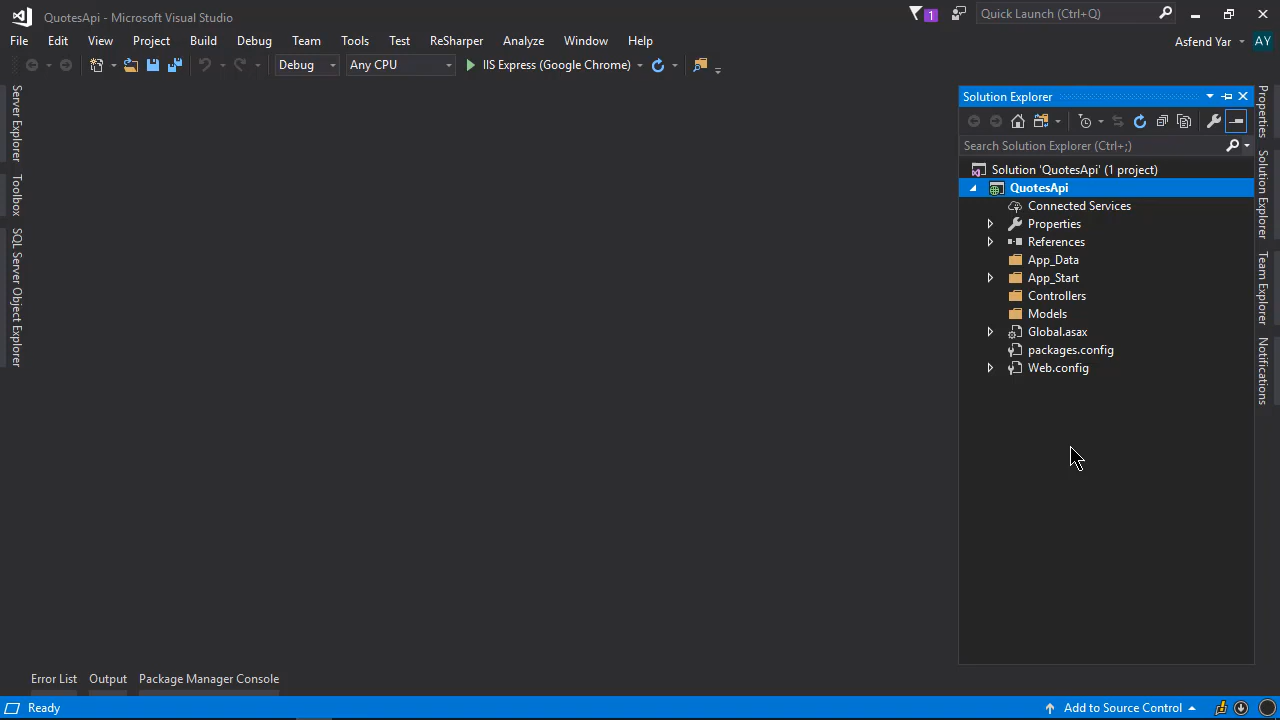 QuotesApi - Microsoft Visual Studio
1
Quick Launch (Ctrl+Q)
File Edit View Project Build Debug Team Tools Test ReSharper Analyze Window Help
Asfend Yar AY
Debug Any CPU IIS Express (Google Chrome)
Server Explorer
Toolbox
SQL Server Object Explorer
Solution Explorer
Search Solution Explorer (Ctrl+;)
Solution 'QuotesApi' (1 project)
QuotesApi
Connected Services
Properties
References
App_Data
App_Start
Controllers
Models
Global.asax
packages.config
Web.config
Properties
Solution Explorer
Team Explorer
Notifications
Error List Output Package Manager Console
Ready
Add to Source Control